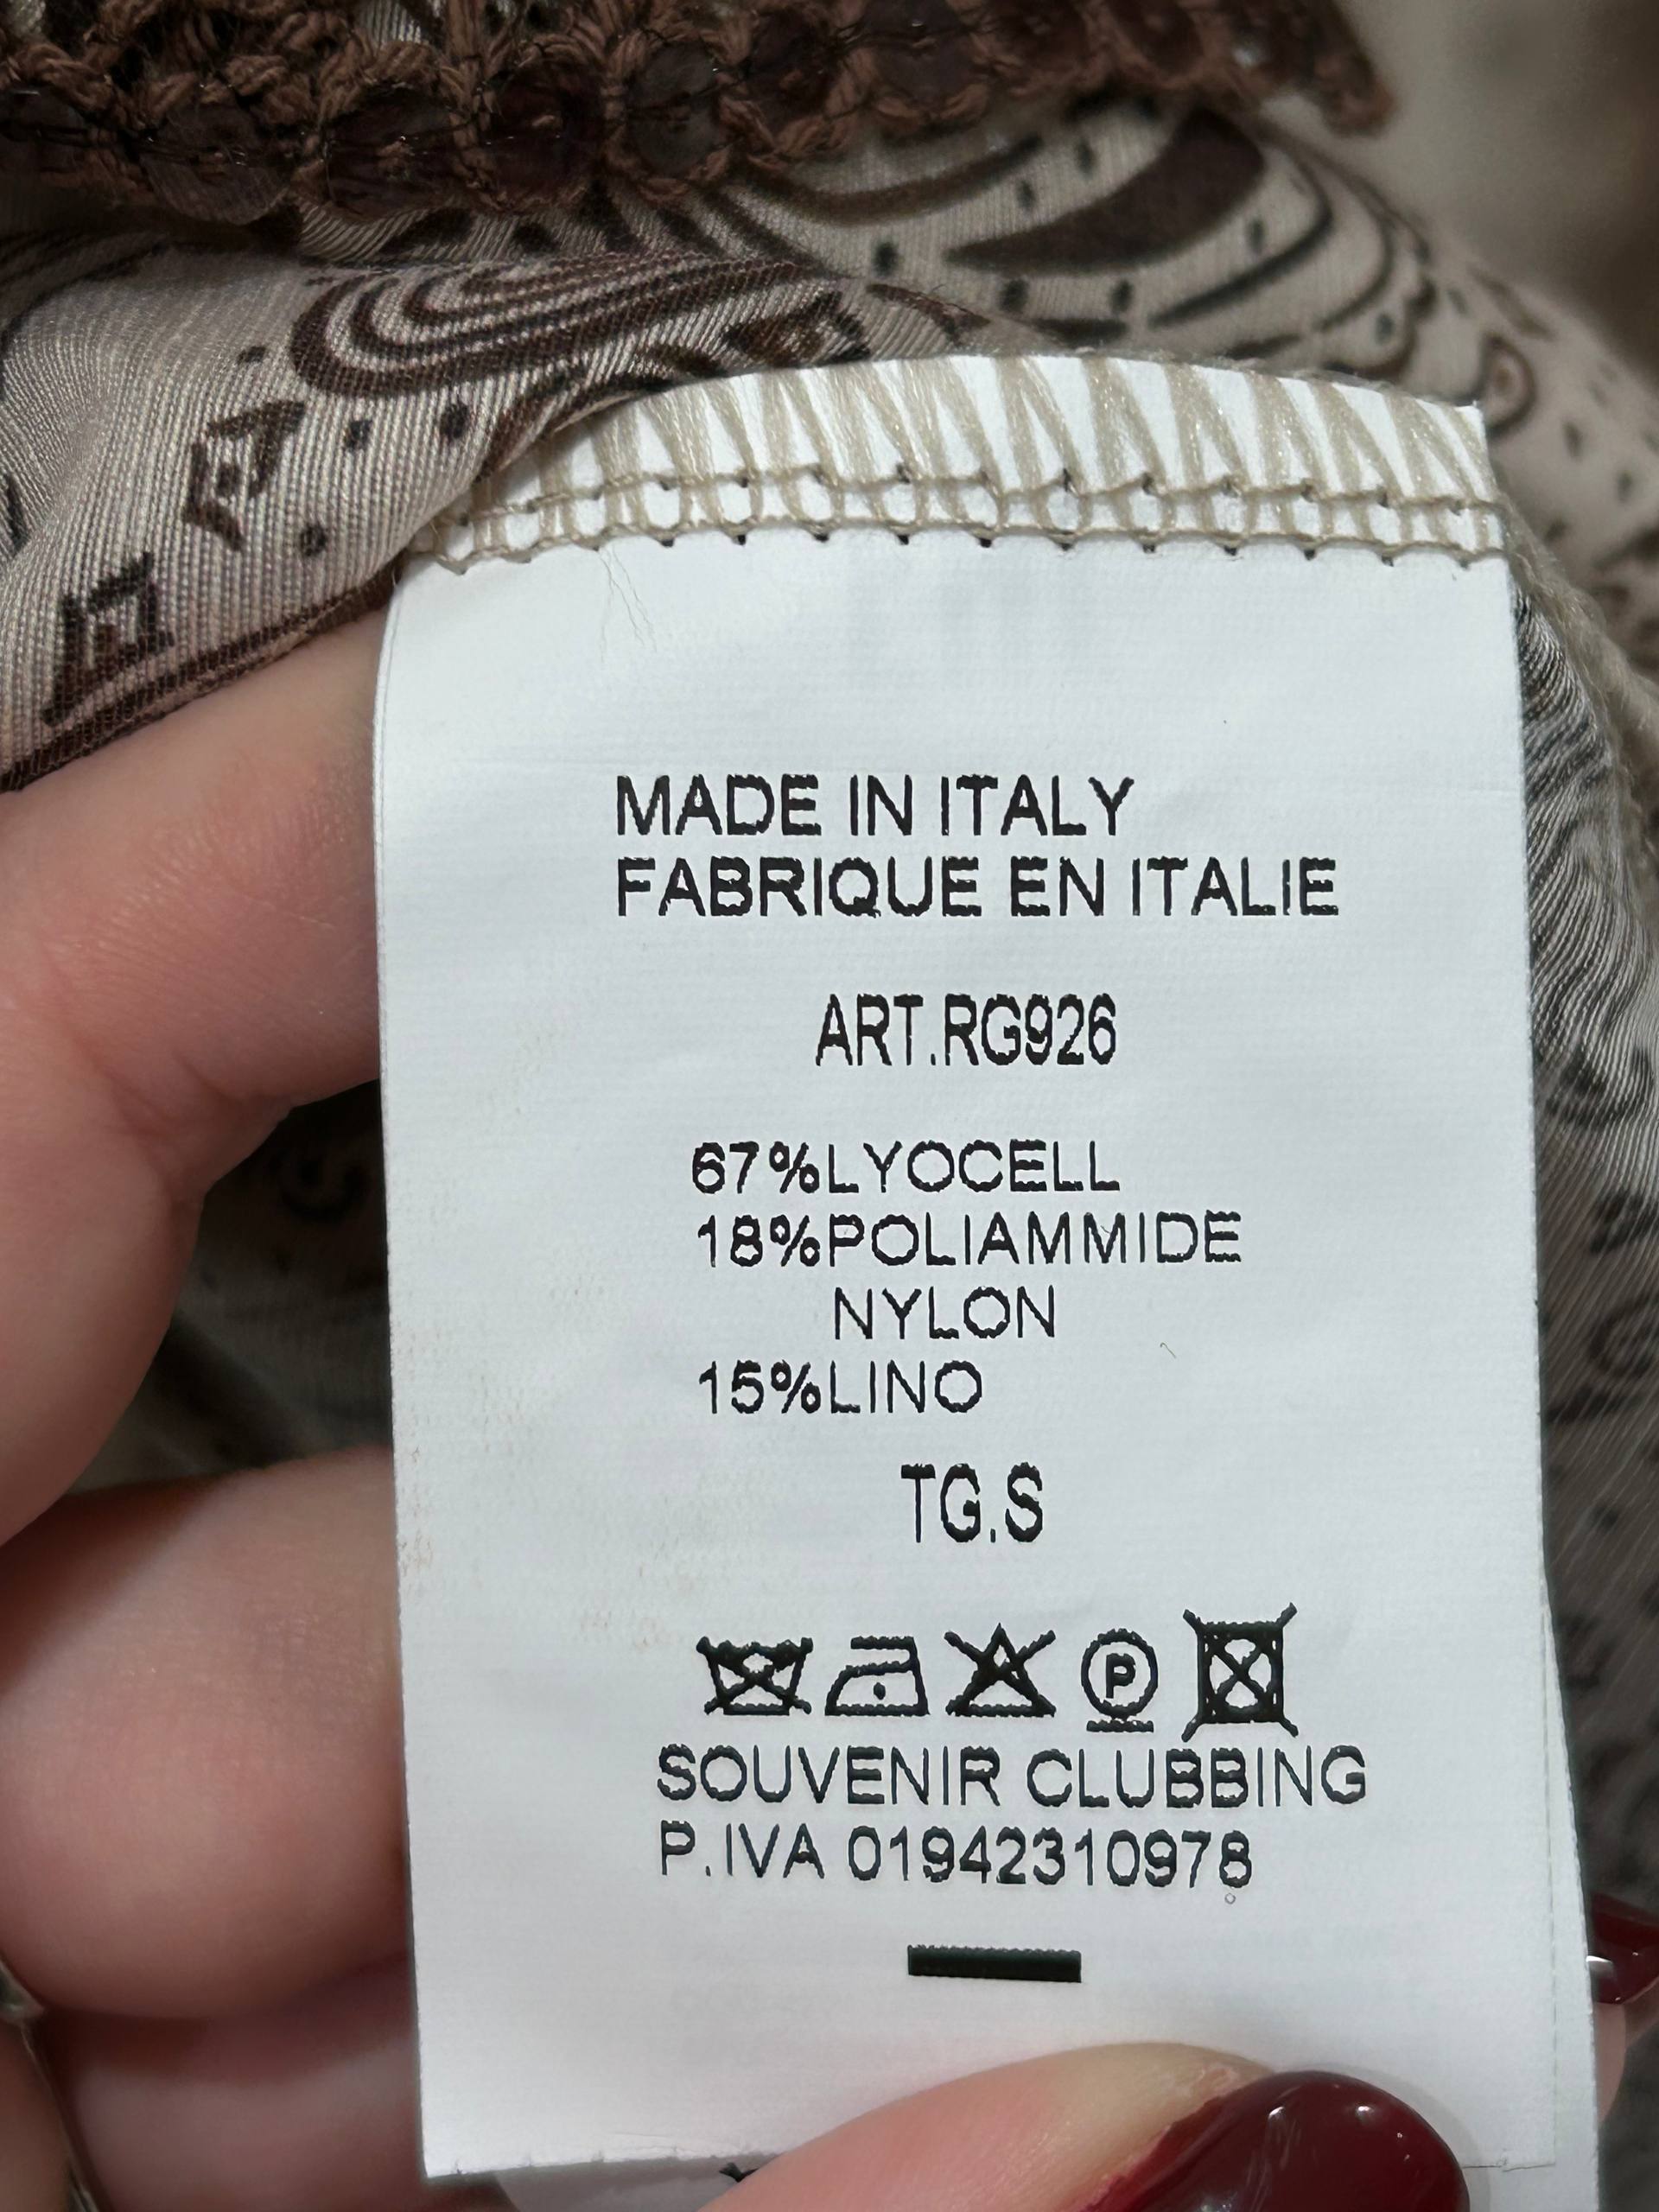 MADE IN ITALY
FABRIQUE EN ITALIE
ART.RG926
67%LYOCELL
18%POLIAMMIDE
NYLON
15%LINO
TG.S
P
SOUVENIR CLUBBING
P.IVA 01942310978